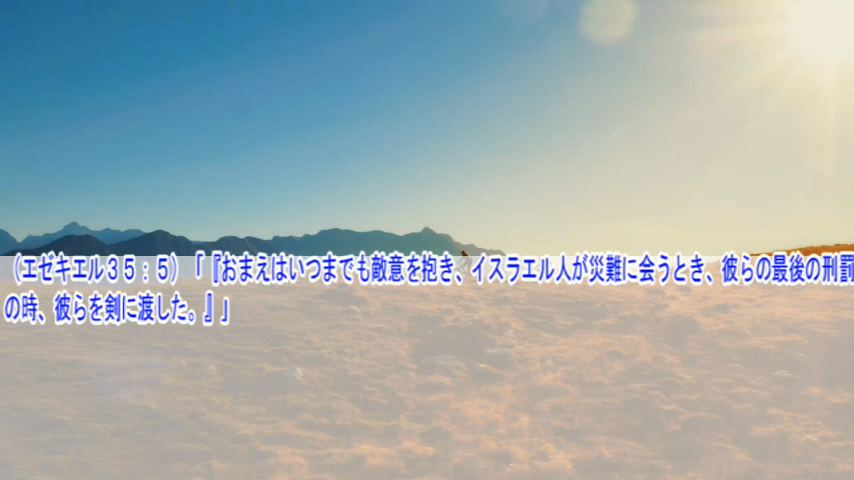 （エゼキエル３５：５）「『おまえはいつまでも敵意を抱き、イスラエル人が災難に会うとき、彼らの最後の刑罰
の時、彼らを剣に渡した。』」